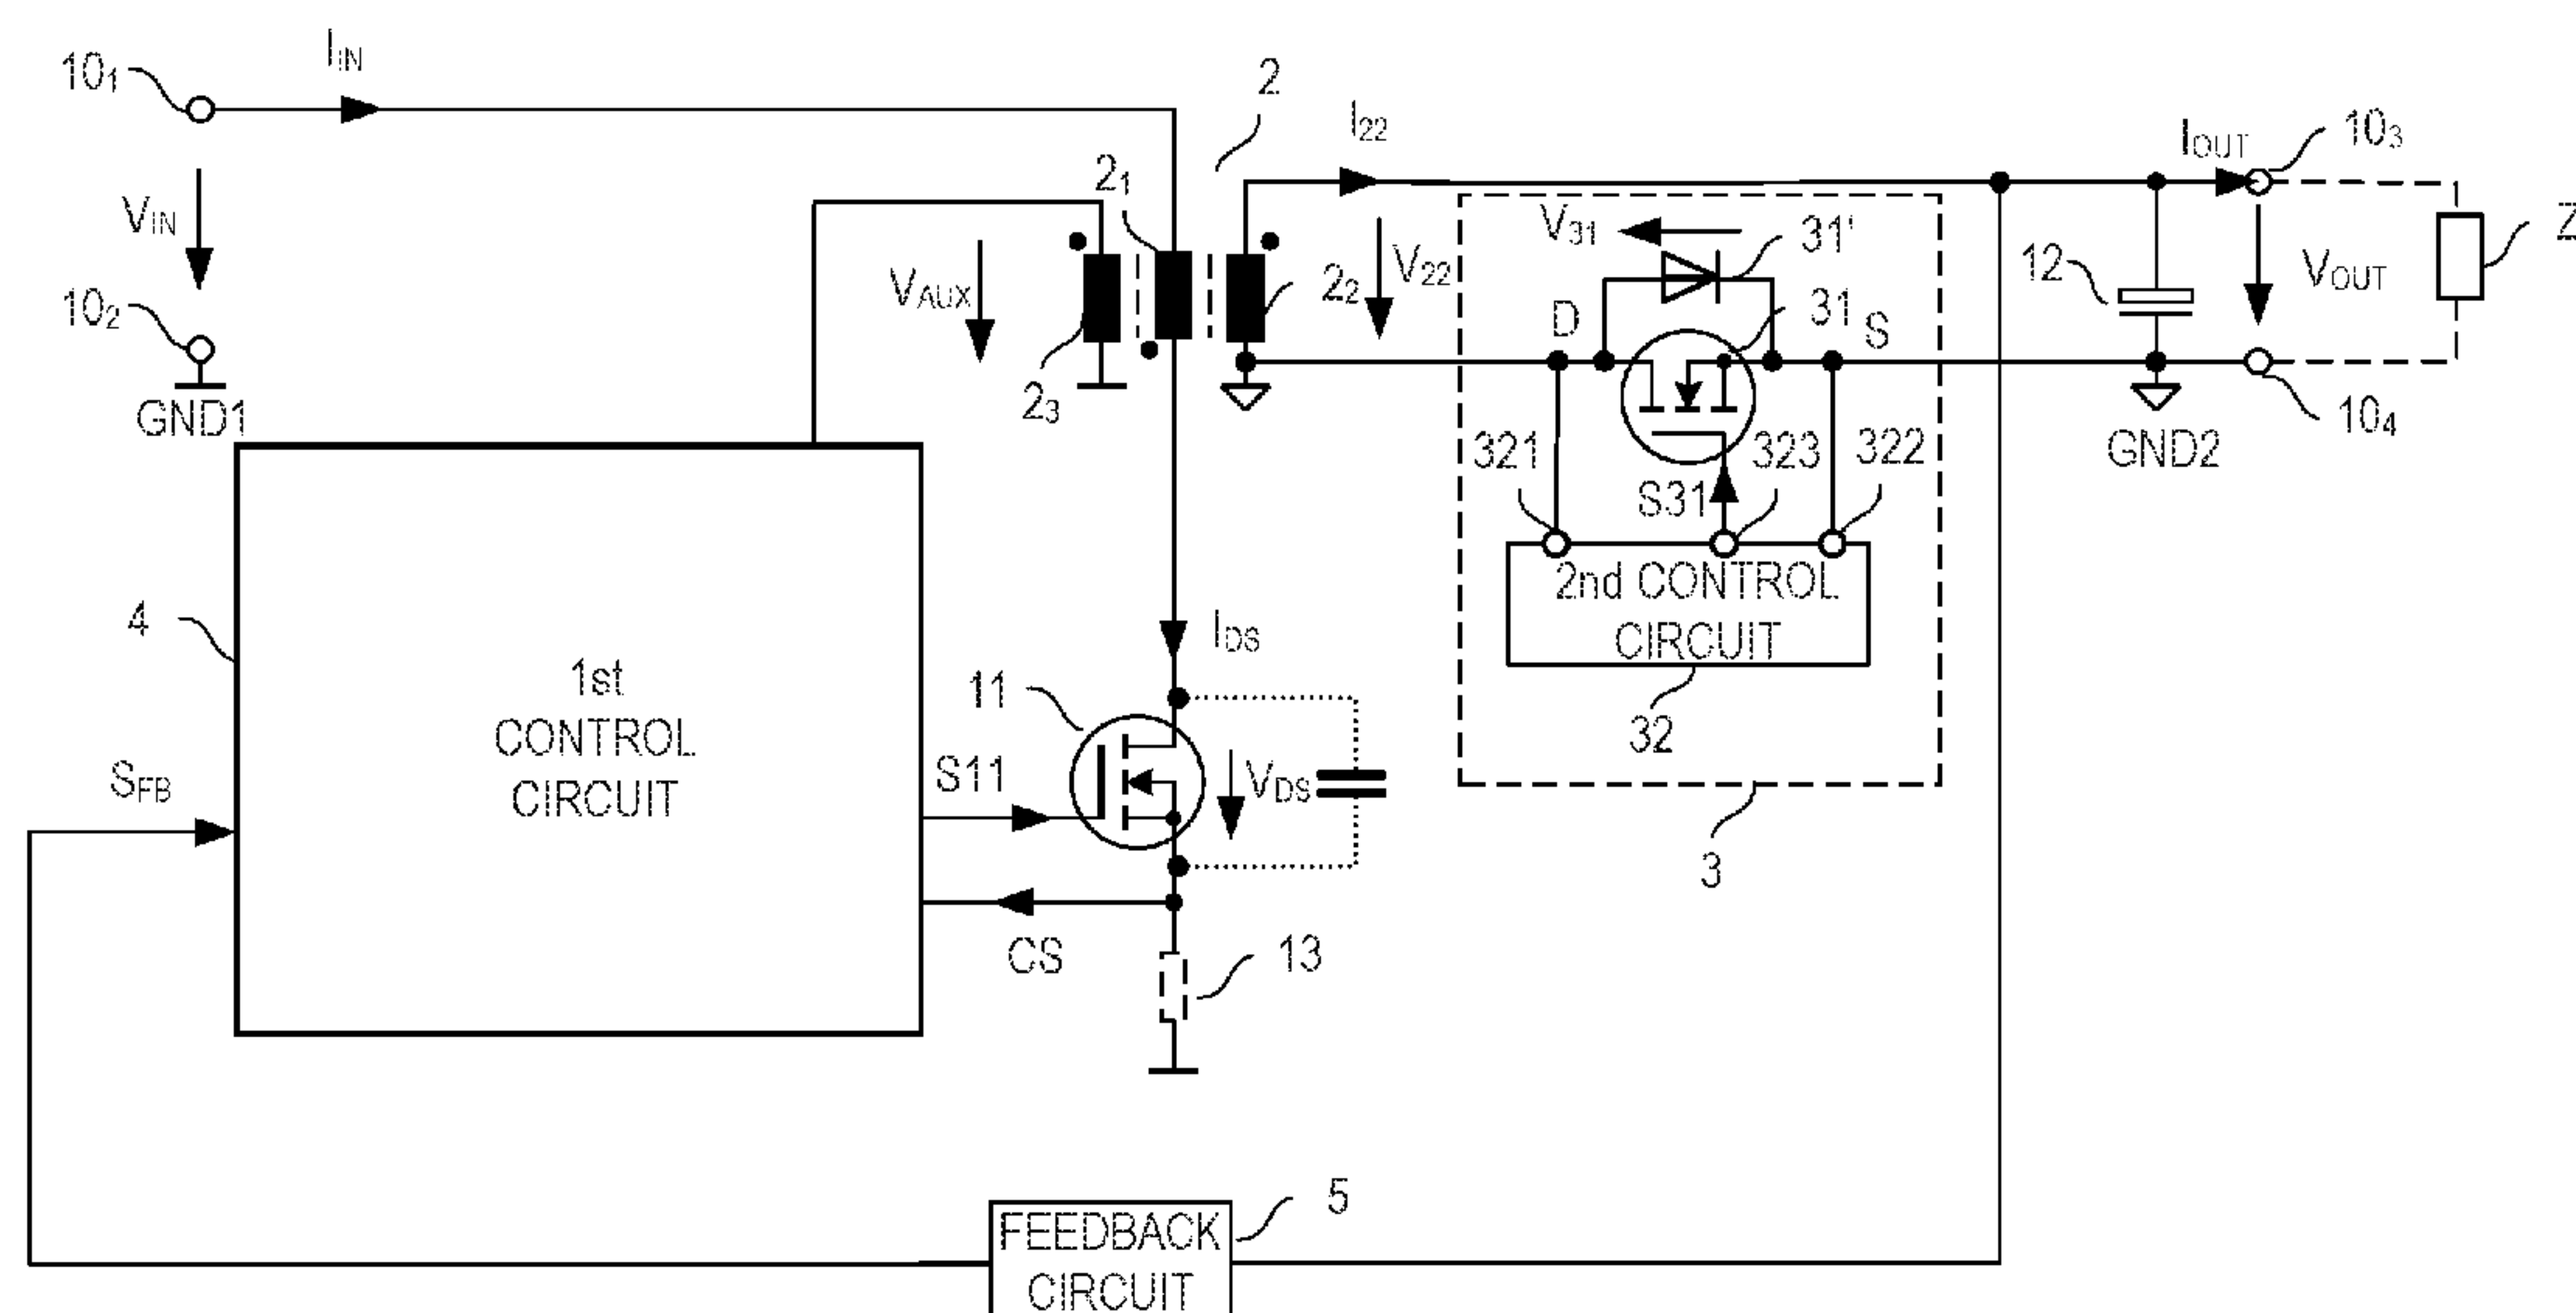 I_IN
10₁
2
I₂₂
I_OUT
10₃
2₁
V_IN
V₃₁
31'
Z
V_AUX
V₂₂
12
V_OUT
2₂
10₂
D
31
S
2₃
10₄
GND1
GND2
321
323
322
S31
2nd CONTROL
CIRCUIT
4
I_DS
1st
CONTROL
CIRCUIT
11
32
S_FB
S11
V_DS
3
CS
13
5
FEEDBACK
CIRCUIT